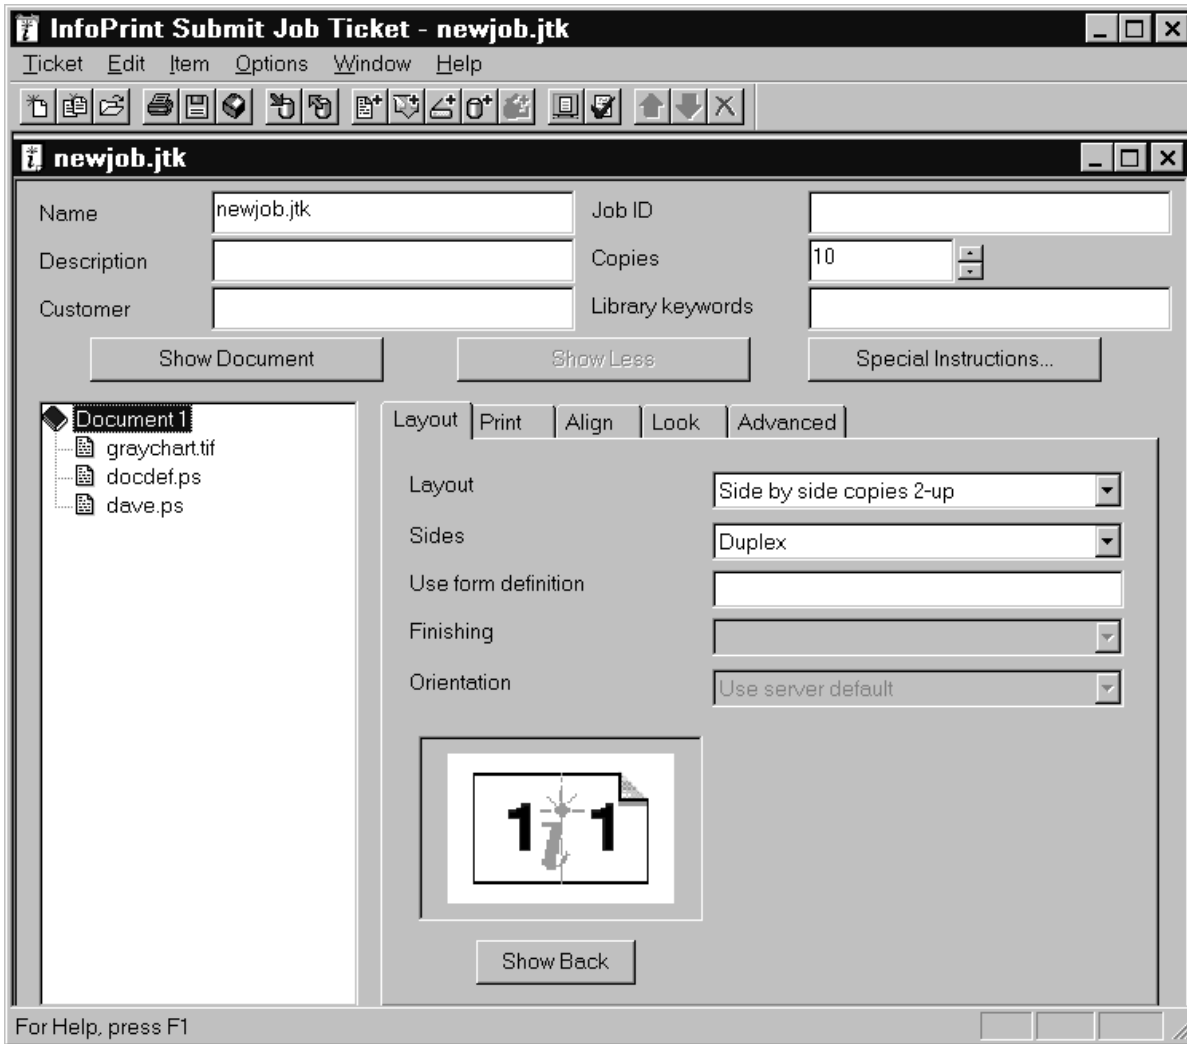 InfoPrint Submit Job Ticket - newjob.jtk
Ticket Edit Item Options Window Help
newjob.jtk
Name newjob.jtk Job ID
Description Copies 10
Customer Library keywords
Show Document Show Less Special Instructions...
Document 1
graychart.tif
docdef.ps
dave.ps
Layout Print Align Look Advanced
Layout Side by side copies 2-up
Sides Duplex
Use form definition
Finishing
Orientation Use server default
1 i 1
Show Back
For Help, press F1